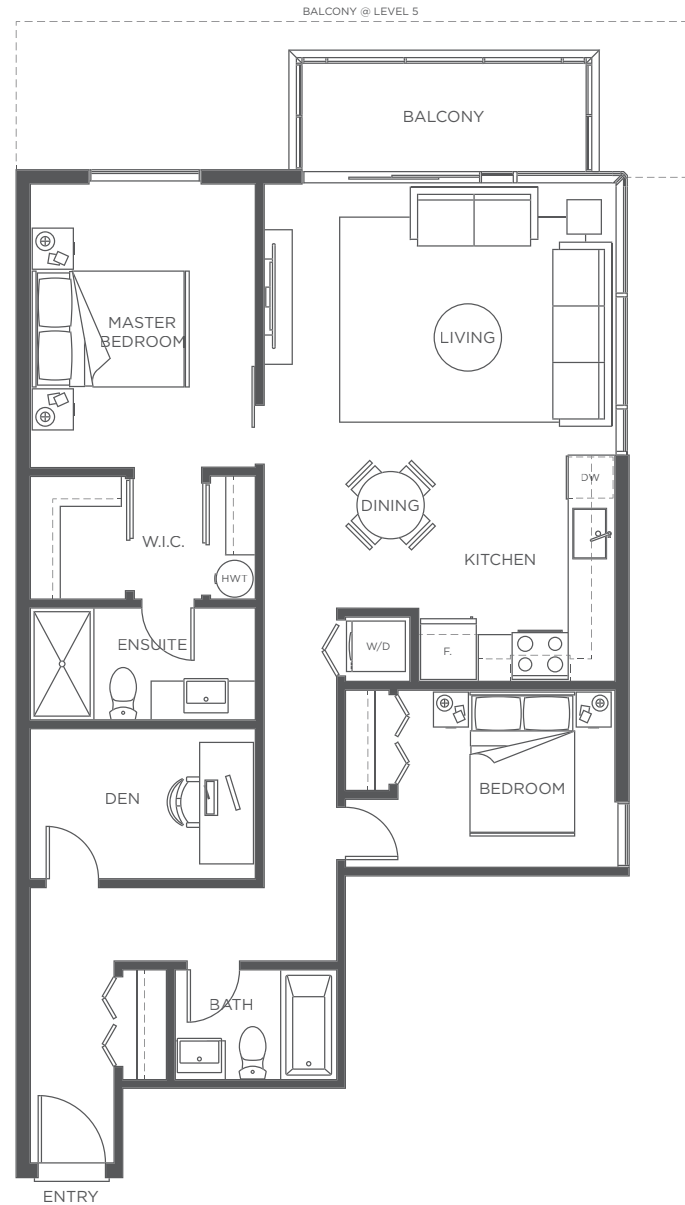 BALCONY @ LEVEL 5
BALCONY
MASTER
BEDROOM
LIVING
DINING
DW
KITCHEN
W.I.C.
HWT
ENSUITE
W/D
F.
DEN
BEDROOM
BATH
ENTRY